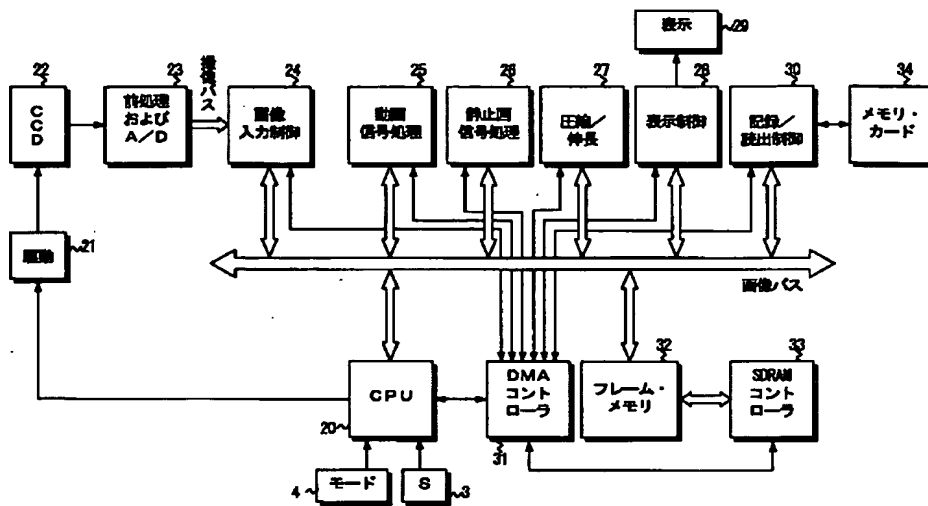 表示
29
22
23
撮像バス
24
25
26
27
28
30
34
CCD
前処理
および
A/D
画像
入力制御
動画
信号処理
静止画
信号処理
圧縮/
伸長
表示制御
記録/
読出制御
メモリ・
カード
駆動
21
画像バス
CPU
20
DMA
コント
ローラ
31
32
フレーム・
メモリ
33
SDRAM
コント
ローラ
4
モード
S
3